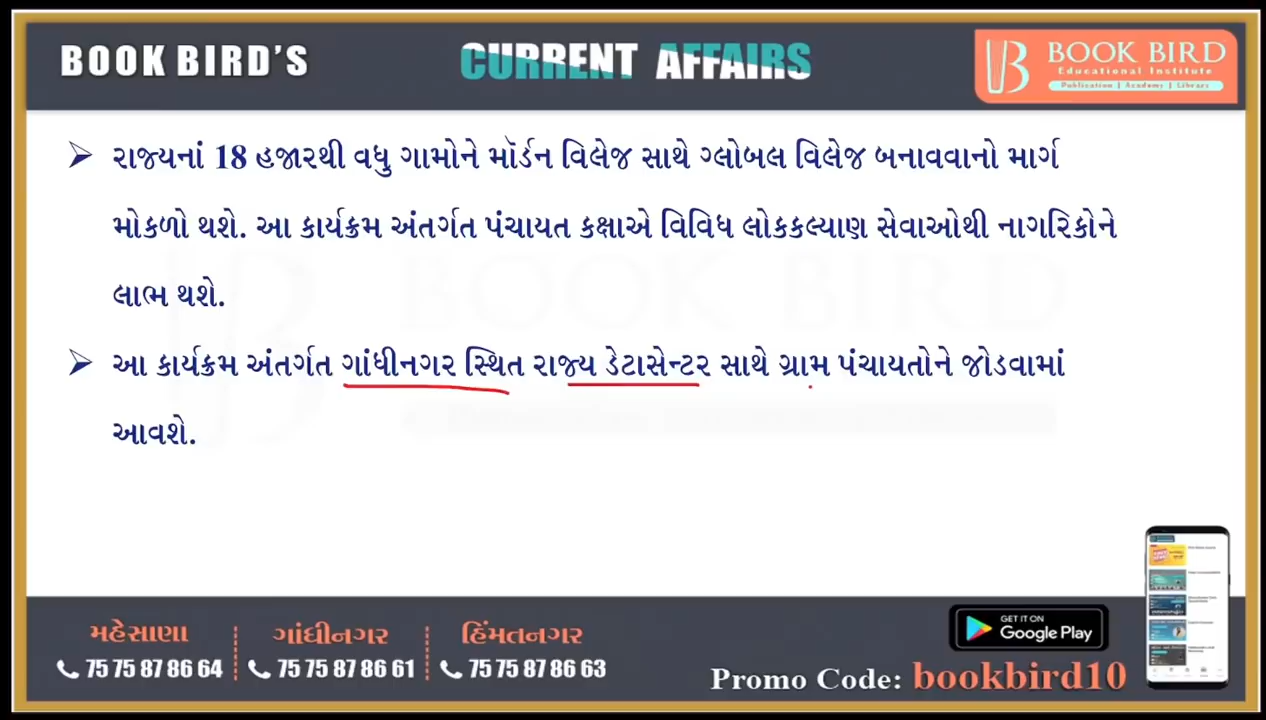 BOOK BIRD'S
CURRENT AFFAIRS
BOOK BIRD
Educational Institute
Publication | Academy | Library
➢ રાજ્યનાં 18 હજારથી વધુ ગામોને મૉર્ડન વિલેજ સાથે ગ્લોબલ વિલેજ બનાવવાનો માર્ગ
મોકળો થશે. આ કાર્યક્રમ અંતર્ગત પંચાયત કક્ષાએ વિવિધ લોકકલ્યાણ સેવાઓથી નાગરિકોને
લાભ થશે.
➢ આ કાર્યક્રમ અંતર્ગત ગાંધીનગર સ્થિત રાજ્ય ડેટાસેન્ટર સાથે ગ્રામ પંચાયતોને જોડવામાં
આવશે.
BOOK BIRD
મહેસાણા
75 75 87 86 64
ગાંધીનગર
75 75 87 86 61
હિંમતનગર
75 75 87 86 63
GET IT ON
Google Play
Promo Code: bookbird10